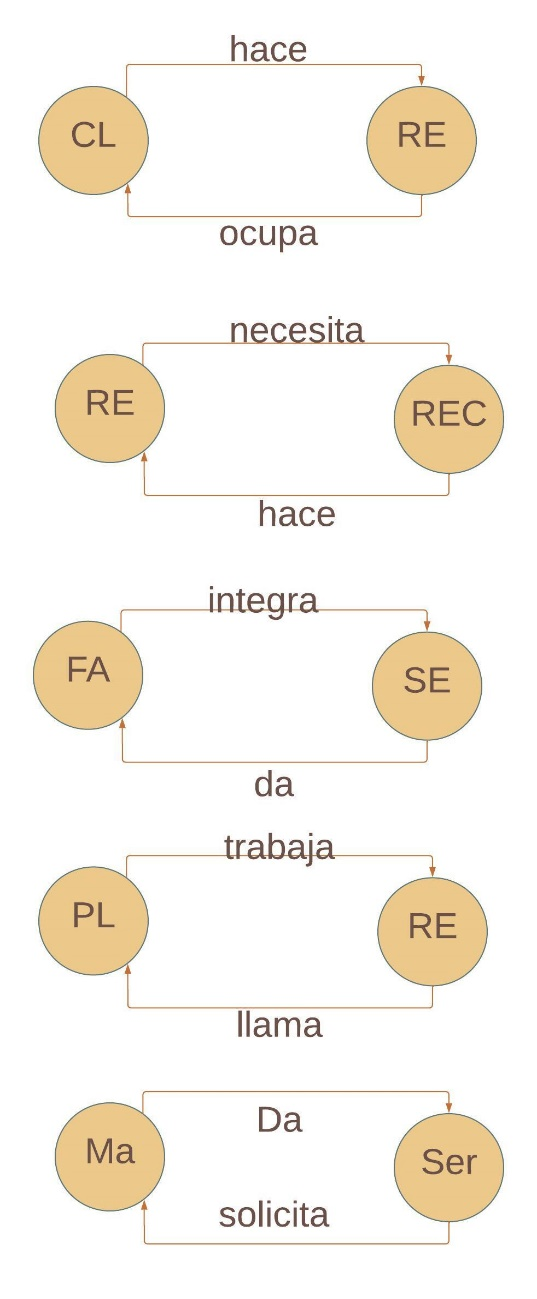 hace
CL
RE
ocupa
necesita
RE
REC
hace
integra
FA
SE
da
trabaja
PL
RE
llama
Da
Ma
Ser
solicita